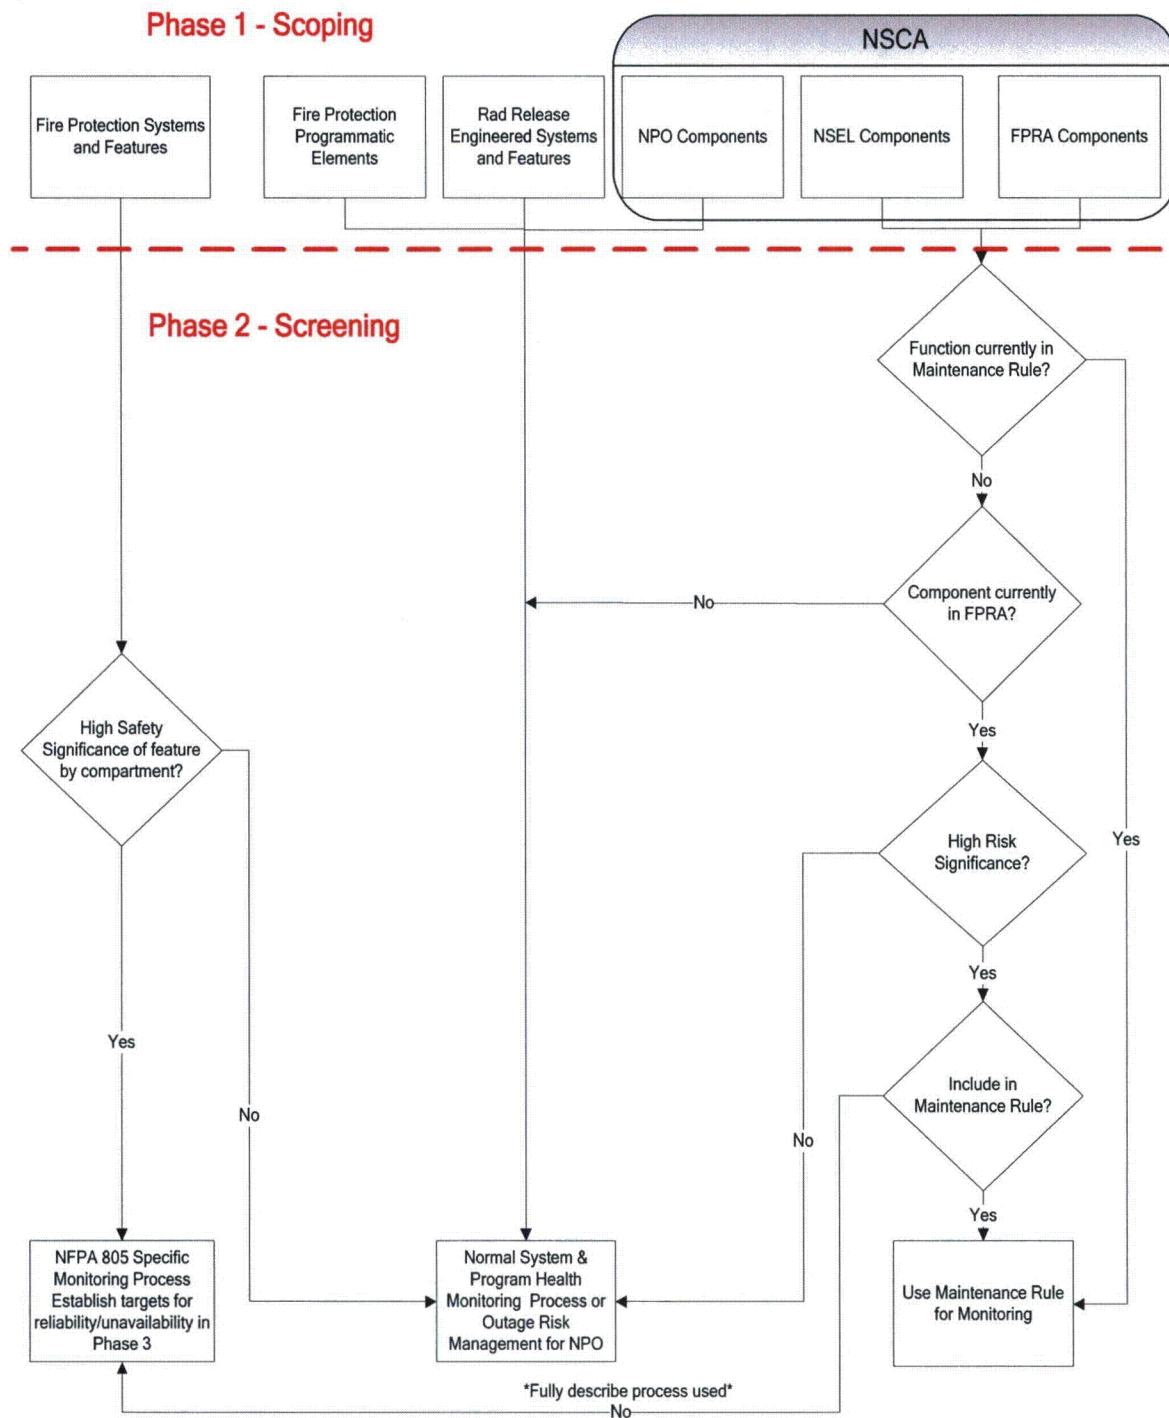 Phase 1 - Scoping
NSCA
Fire Protection Systems
and Features
Fire Protection
Programmatic
Elements
Rad Release
Engineered Systems
and Features
NPO Components
NSEL Components
FPRA Components
Phase 2 - Screening
Function currently in
Maintenance Rule?
No
Component currently
in FPRA?
No
Yes
High Safety
Significance of feature
by compartment?
High Risk
Significance?
Yes
Yes
Yes
No
No
Include in
Maintenance Rule?
Yes
NFPA 805 Specific
Monitoring Process
Establish targets for
reliability/unavailability in
Phase 3
Normal System &
Program Health
Monitoring Process or
Outage Risk
Management for NPO
Use Maintenance Rule
for Monitoring
*Fully describe process used*
No